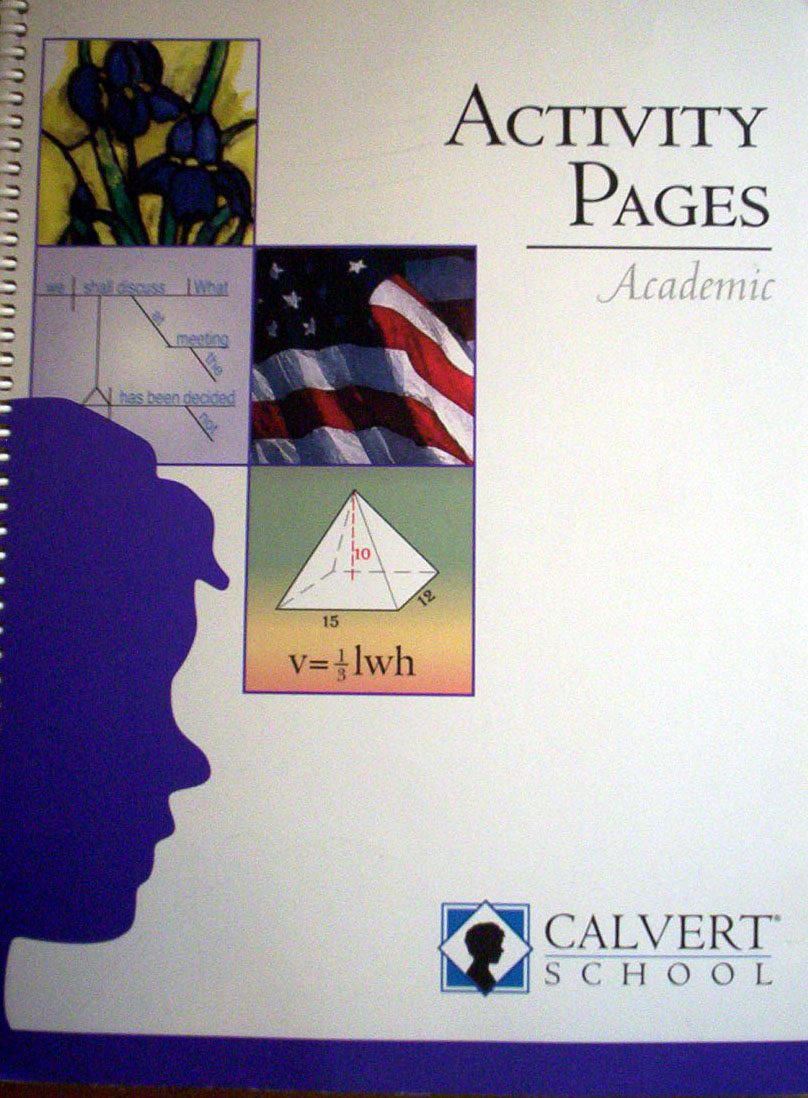 ACTIVITY
PAGES
Academic
we shall discuss What
at
meeting
the
has been decided
not
10
12
15
v=⅓lwh
CALVERT®
SCHOOL